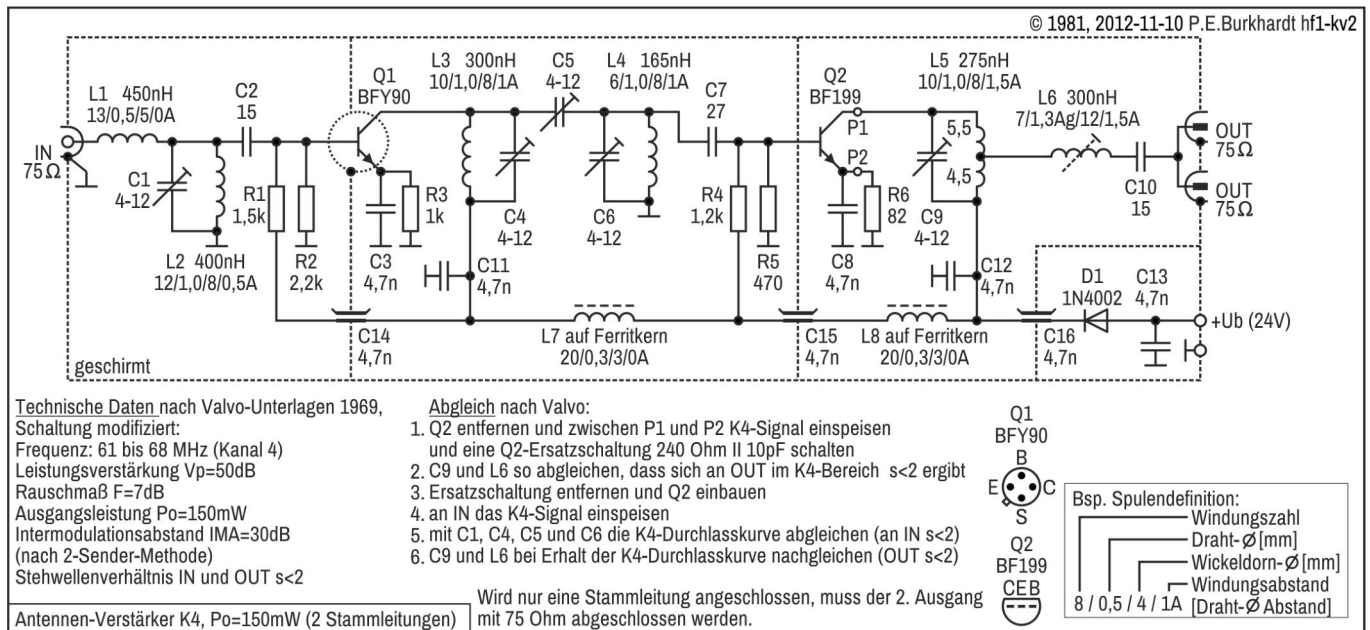 © 1981, 2012-11-10 P.E.Burkhardt hf1-kv2
L1 450nH
13/0,5/5/0A
C2
15
Q1
BFY90
L3 300nH
10/1,0/8/1A
C5
4-12
L4 165nH
6/1,0/8/1A
C7
27
Q2
BF199
L5 275nH
10/1,0/8/1,5A
L6 300nH
7/1,3Ag/12/1,5A
IN
75Ω
C1
4-12
R1
1,5k
R3
1k
P1
P2
5,5
4,5
OUT
75Ω
OUT
75Ω
C10
15
L2 400nH
12/1,0/8/0,5A
R2
2,2k
C3
4,7n
C4
4-12
C6
4-12
R4
1,2k
R5
470
C8
4,7n
R6
82
C9
4-12
C11
4,7n
C12
4,7n
D1
1N4002
C13
4,7n
+Ub (24V)
C14
4,7n
L7 auf Ferritkern
20/0,3/3/0A
C15
4,7n
L8 auf Ferritkern
20/0,3/3/0A
C16
4,7n
geschirmt
Technische Daten nach Valvo-Unterlagen 1969,
Schaltung modifiziert:
Frequenz: 61 bis 68 MHz (Kanal 4)
Leistungsverstärkung Vp=50dB
Rauschmaß F=7dB
Ausgangsleistung Po=150mW
Intermodulationsabstand IMA=30dB
(nach 2-Sender-Methode)
Stehwellenverhältnis IN und OUT s<2
Antennen-Verstärker K4, Po=150mW (2 Stammleitungen)
Abgleich nach Valvo:
1. Q2 entfernen und zwischen P1 und P2 K4-Signal einspeisen
und eine Q2-Ersatzschaltung 240 Ohm II 10pF schalten
2. C9 und L6 so abgleichen, dass sich an OUT im K4-Bereich s<2 ergibt
3. Ersatzschaltung entfernen und Q2 einbauen
4. an IN das K4-Signal einspeisen
5. mit C1, C4, C5 und C6 die K4-Durchlasskurve abgleichen (an IN s<2)
6. C9 und L6 bei Erhalt der K4-Durchlasskurve nachgleichen (OUT s<2)
Wird nur eine Stammleitung angeschlossen, muss der 2. Ausgang
mit 75 Ohm abgeschlossen werden.
Q1
BFY90
B
E
C
S
Q2
BF199
CEB
Bsp. Spulendefinition:
Windungszahl
Draht-Ø [mm]
Wickeldorn-Ø [mm]
Windungsabstand
8 / 0,5 / 4 / 1A [Draht-Ø Abstand]